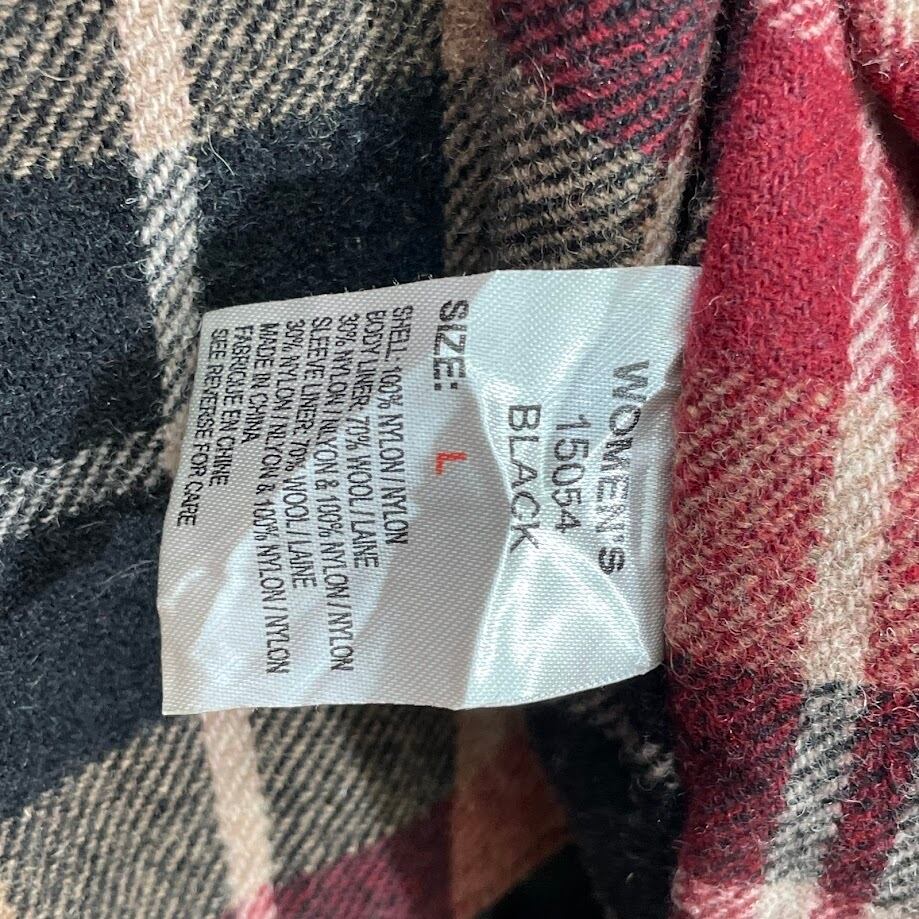 WOMEN'S
15054
BLACK
SIZE: L
SHELL 100% NYLON / NYLON
BODY LINER: 70% WOOL / LAINE
30% NYLON / NLYON & 100% NYLON / NYLON
SLEEVE LINER: 70% WOOL / LAINE
30% NYLON / NLYON & 100% NYLON / NYLON
MADE IN CHINA
FABRIQUE EN CHINE
SEE REVERSE FOR CARE